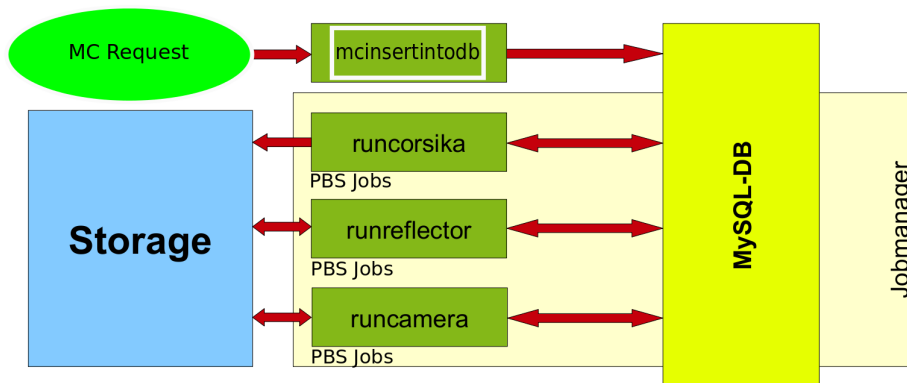 MC Request
mcinsertintodb
runcorsika
PBS Jobs
Storage
runreflector
PBS Jobs
runcamera
PBS Jobs
MySQL-DB
Jobmanager